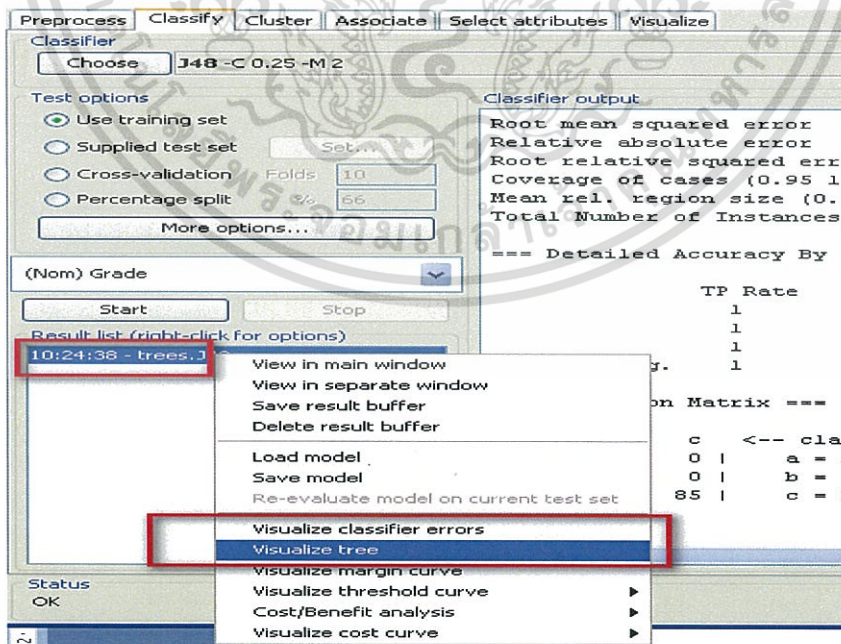 Preprocess Classify Cluster Associate Select attributes Visualize
Classifier
Choose J48 -C 0.25 -M 2
Test options
Use training set
Supplied test set Set...
Cross-validation Folds 10
Percentage split % 66
More options...
(Nom) Grade
Start Stop
Result list (right-click for options)
10:24:38 - trees.J
Classifier output
Root mean squared error
Relative absolute error
Root relative squared err
Coverage of cases (0.95 l
Mean rel. region size (0.
Total Number of Instances
=== Detailed Accuracy By
TP Rate
1
1
1
g. 1
on Matrix ===
c <-- cla
0 | a =
0 | b =
85 | c =
View in main window
View in separate window
Save result buffer
Delete result buffer
Load model
Save model
Re-evaluate model on current test set
Visualize classifier errors
Visualize tree
Visualize margin curve
Visualize threshold curve
Cost/Benefit analysis
Visualize cost curve
Status
OK